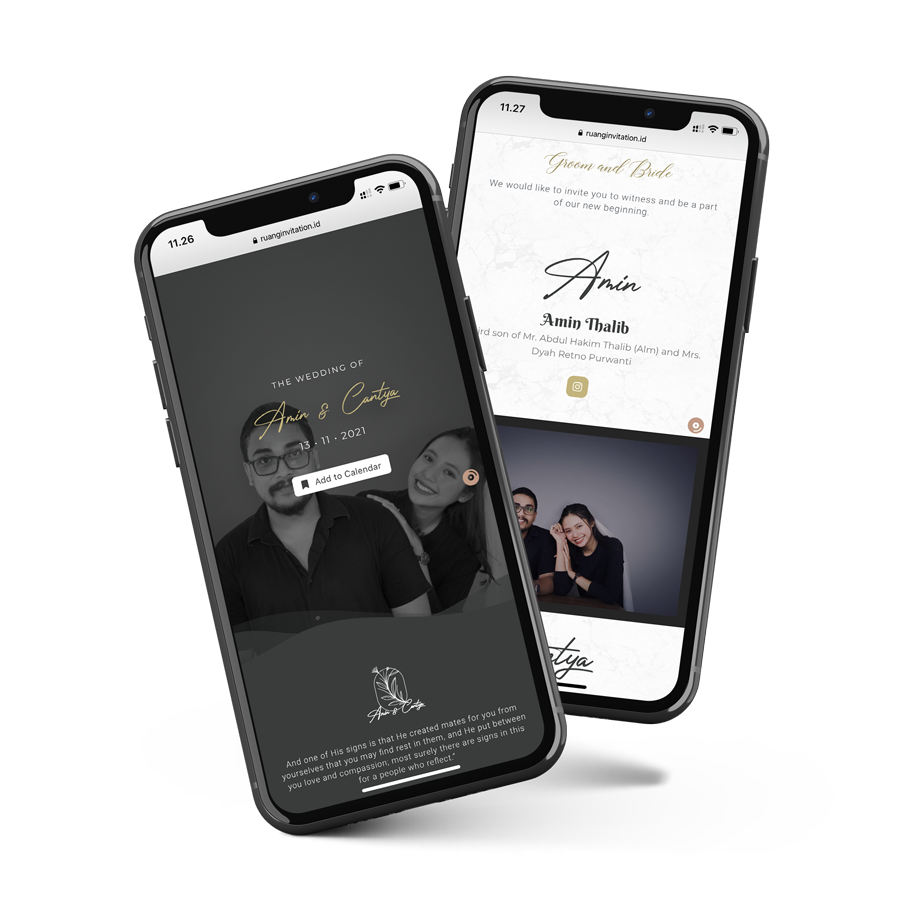 11.26
ruanginvitation.id
THE WEDDING OF
Amin & Cantya
13 • 11 • 2021
Add to Calendar
Amin & Cantya
And one of His signs is that He created mates for you from
yourselves that you may find rest in them, and He put between
you love and compassion; most surely there are signs in this
for a people who reflect."
11.27
ruanginvitation.id
Groom and Bride
We would like to invite you to witness and be a part
of our new beginning.
Amin
Amin Thalib
ird son of Mr. Abdul Hakim Thalib (Alm) and Mrs.
Dyah Retno Purwanti
ntya